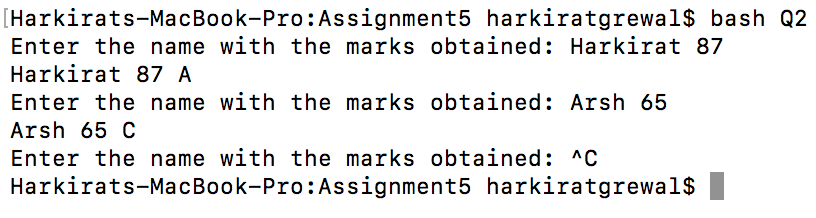 [Harkirats-MacBook-Pro:Assignment5 harkiratgrewal$ bash Q2
Enter the name with the marks obtained: Harkirat 87
Harkirat 87 A
Enter the name with the marks obtained: Arsh 65
Arsh 65 C
Enter the name with the marks obtained: ^C
Harkirats-MacBook-Pro:Assignment5 harkiratgrewal$